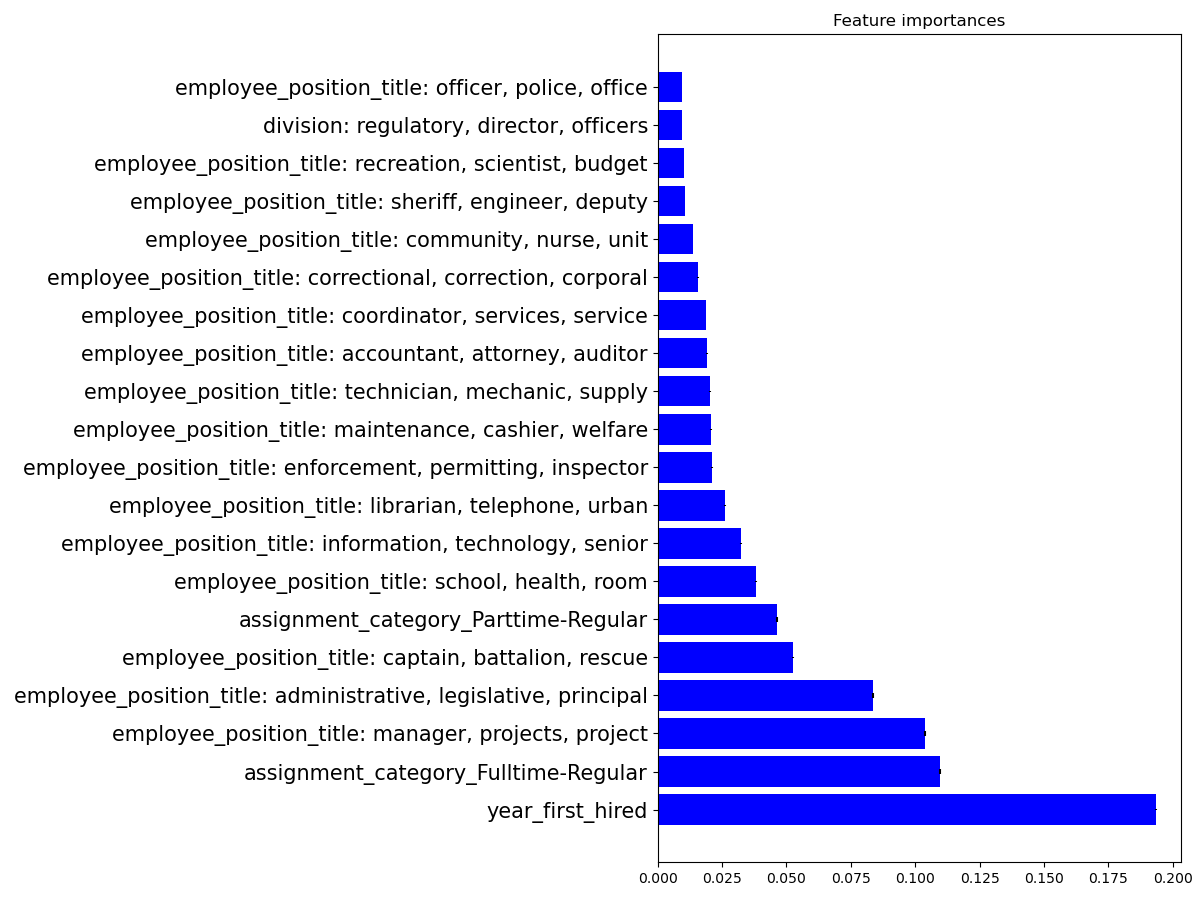 Feature importances
employee_position_title: officer, police, office
division: regulatory, director, officers
employee_position_title: recreation, scientist, budget
employee_position_title: sheriff, engineer, deputy
employee_position_title: community, nurse, unit
employee_position_title: correctional, correction, corporal
employee_position_title: coordinator, services, service
employee_position_title: accountant, attorney, auditor
employee_position_title: technician, mechanic, supply
employee_position_title: maintenance, cashier, welfare
employee_position_title: enforcement, permitting, inspector
employee_position_title: librarian, telephone, urban
employee_position_title: information, technology, senior
employee_position_title: school, health, room
assignment_category_Parttime-Regular
employee_position_title: captain, battalion, rescue
employee_position_title: administrative, legislative, principal
employee_position_title: manager, projects, project
assignment_category_Fulltime-Regular
year_first_hired
0.000 0.025 0.050 0.075 0.100 0.125 0.150 0.175 0.200